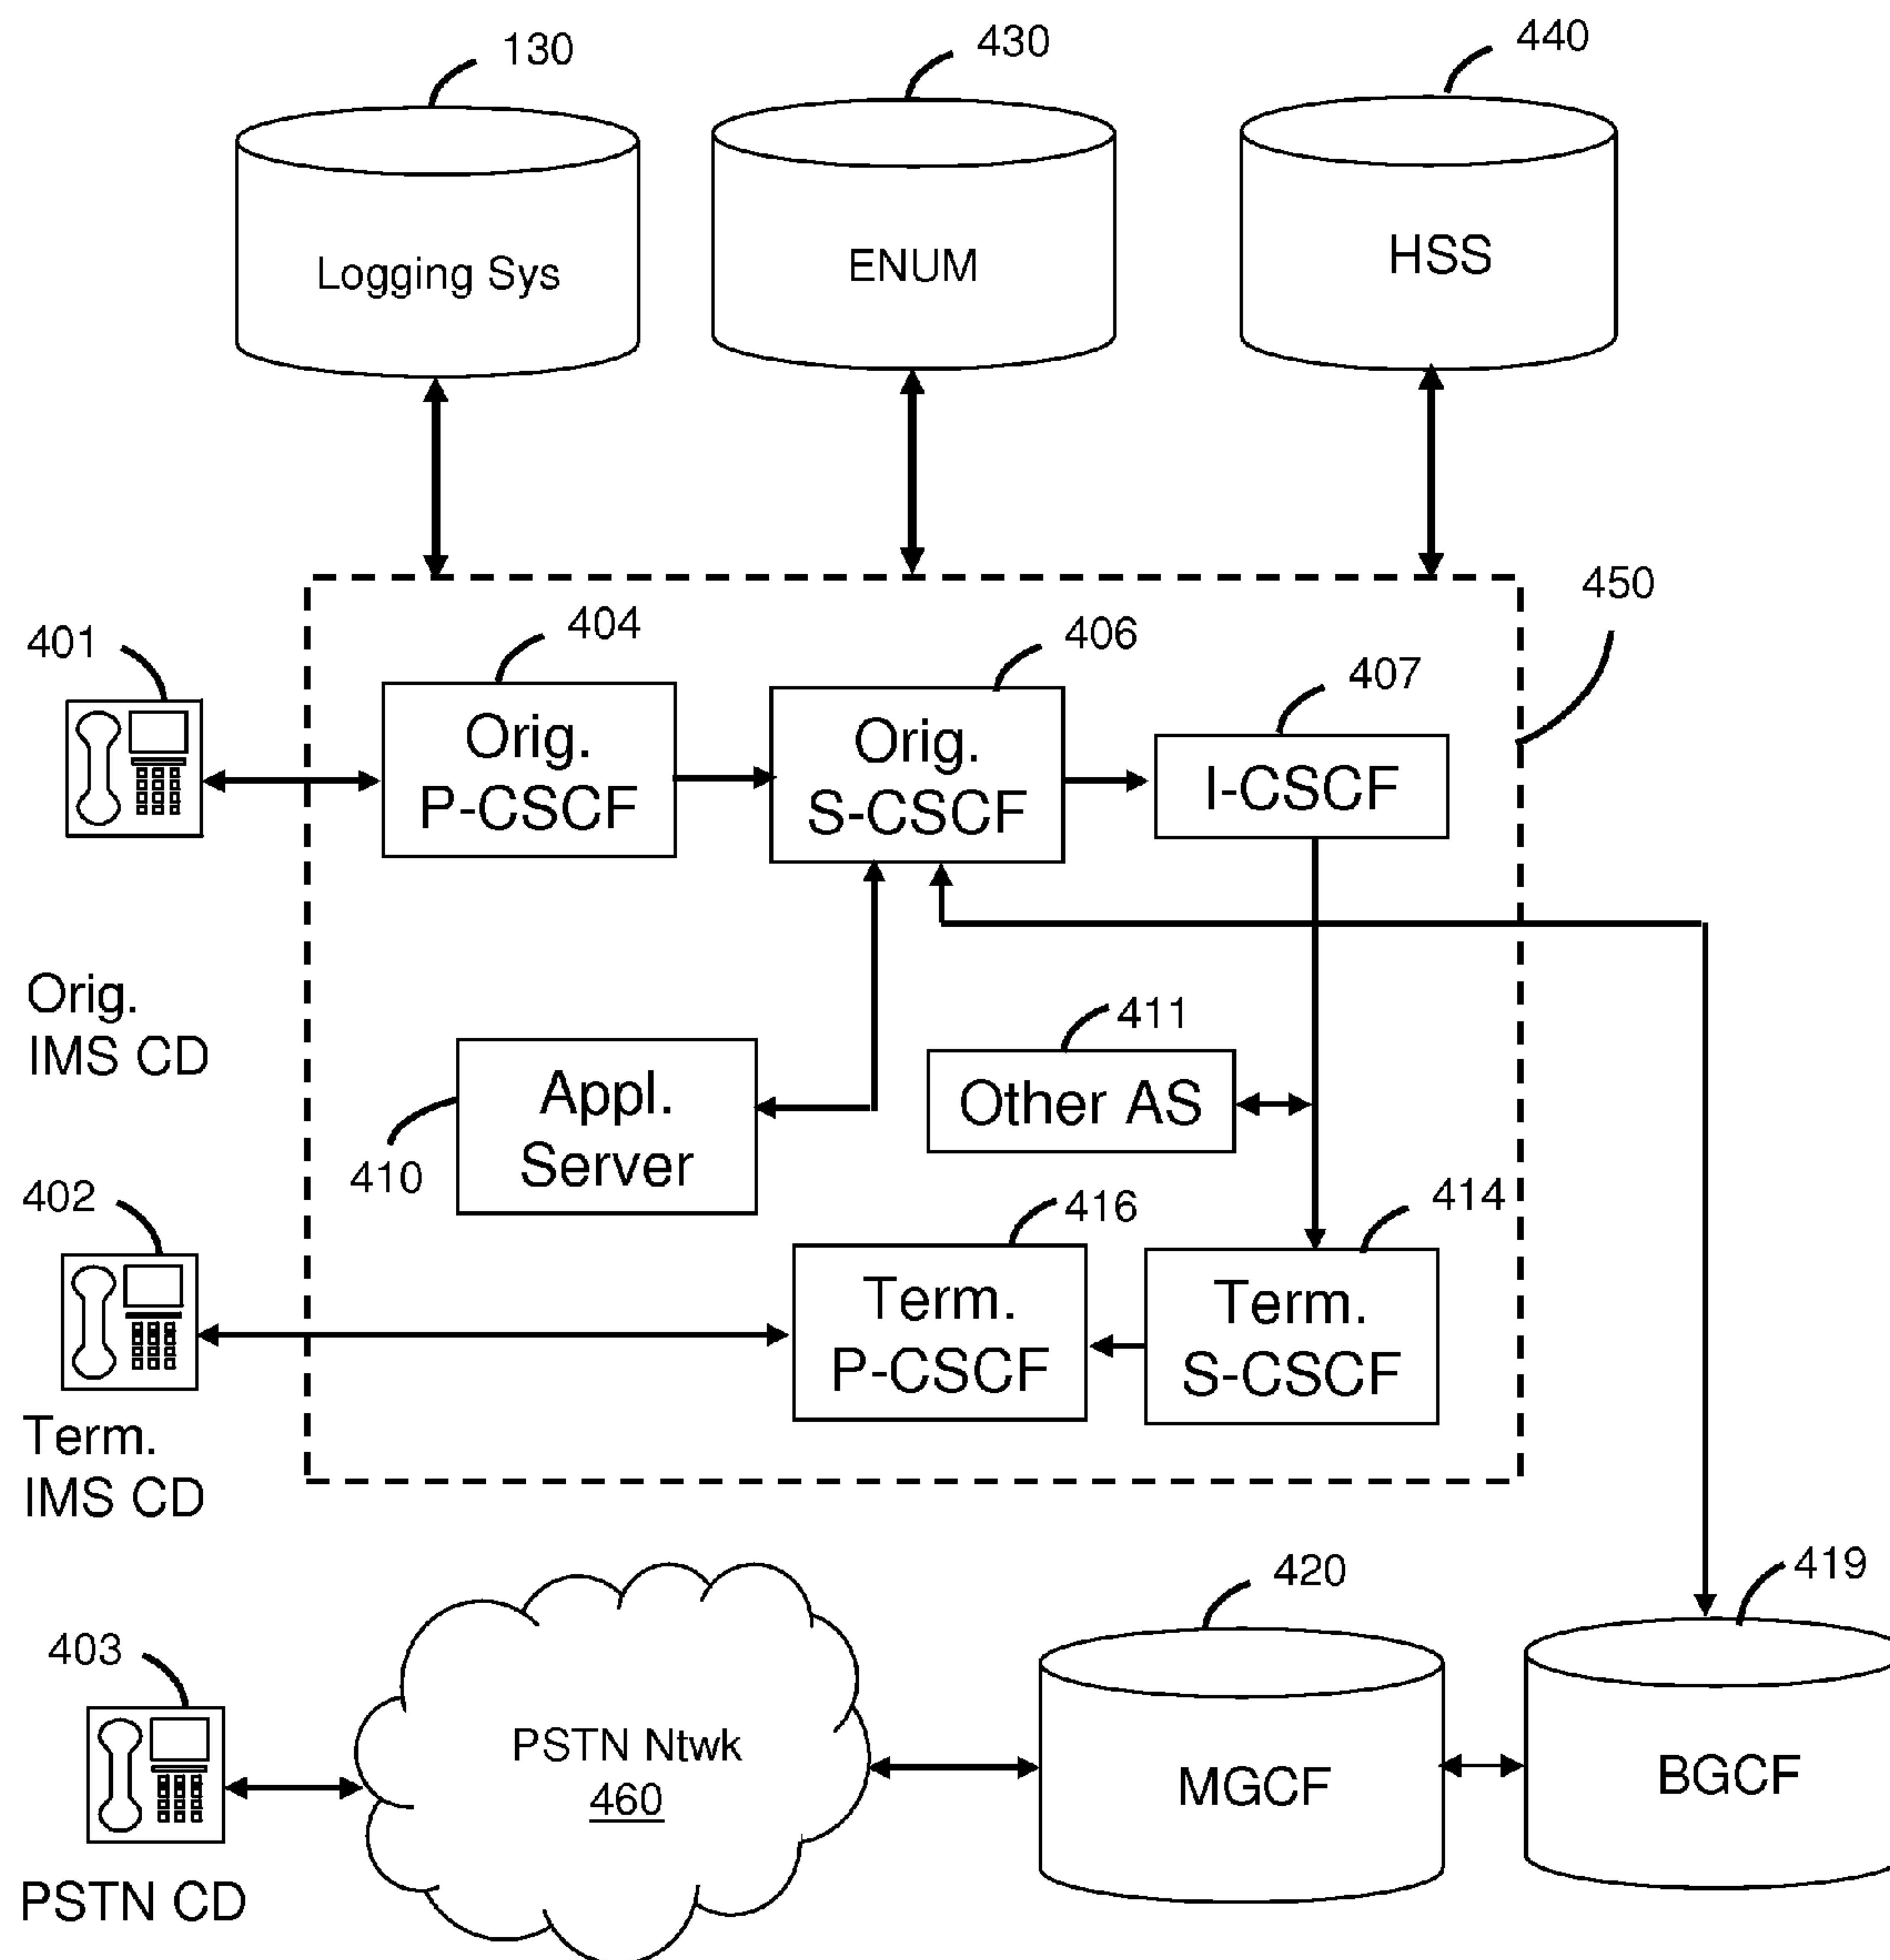 130
430
440
Logging Sys
ENUM
HSS
450
401
404
406
407
Orig.
P-CSCF
Orig.
S-CSCF
I-CSCF
Orig.
IMS CD
411
Appl.
Server
Other AS
410
402
416
414
Term.
P-CSCF
Term.
S-CSCF
Term.
IMS CD
420
419
403
PSTN Ntwk
460
MGCF
BGCF
PSTN CD